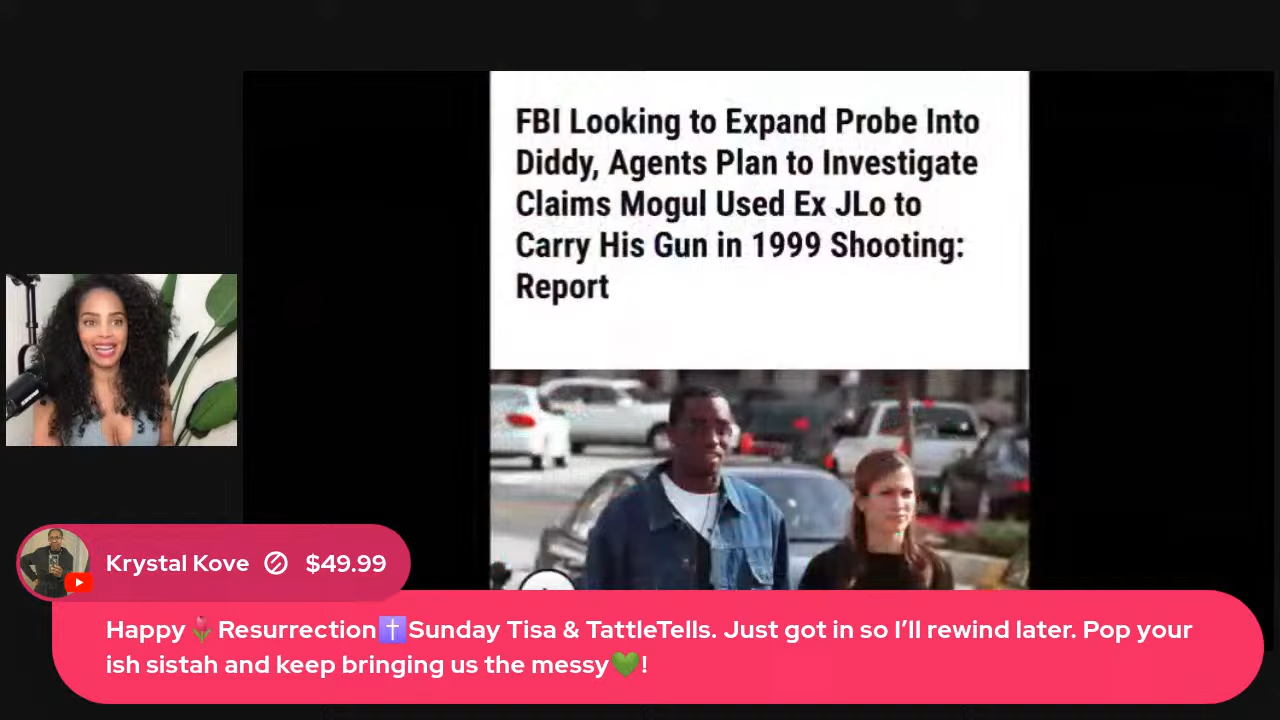 FBI Looking to Expand Probe Into
Diddy, Agents Plan to Investigate
Claims Mogul Used Ex JLo to
Carry His Gun in 1999 Shooting:
Report
Krystal Kove $49.99
Happy🌷Resurrection✝️Sunday Tisa & TattleTells. Just got in so I’ll rewind later. Pop your
ish sistah and keep bringing us the messy💚!